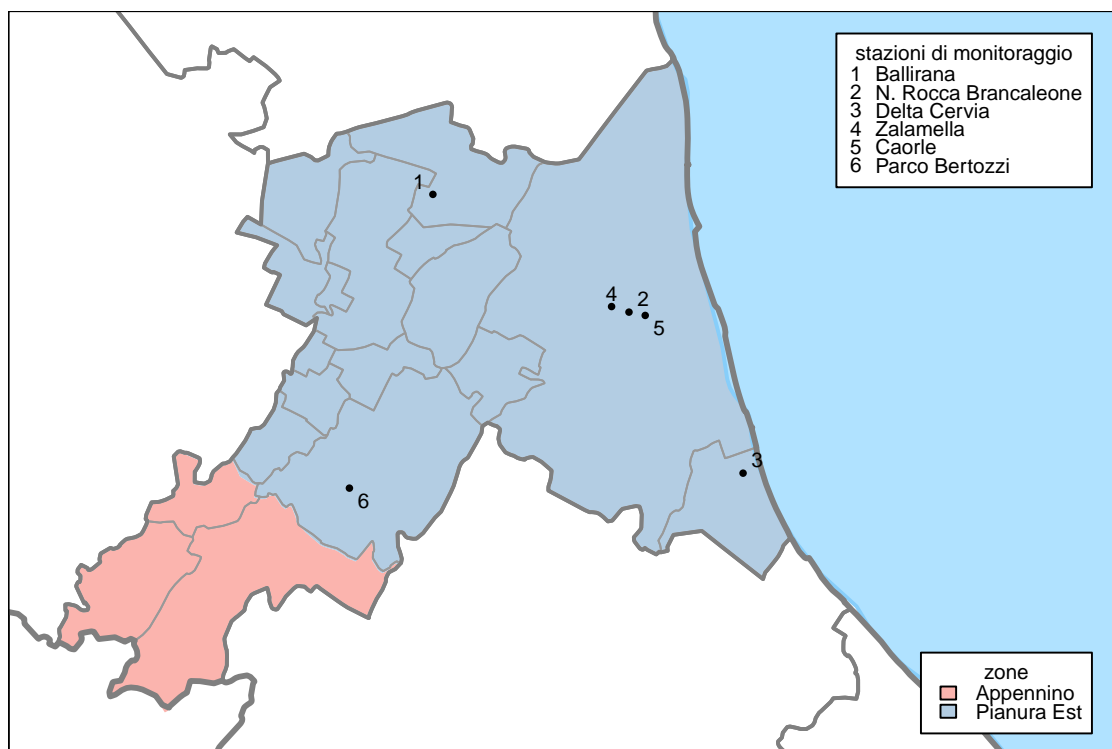 stazioni di monitoraggio
1 Ballirana
2 N. Rocca Brancaleone
3 Delta Cervia
4 Zalamella
5 Caorle
6 Parco Bertozzi
1
4
2
5
3
6
zone
Appennino
Pianura Est